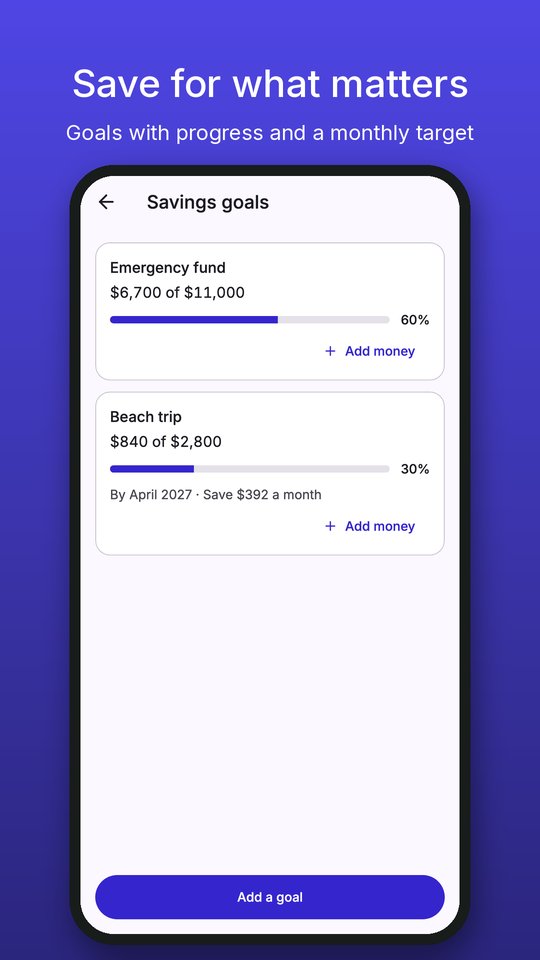 Save for what matters
Goals with progress and a monthly target
Savings goals
Emergency fund
$6,700 of $11,000
60%
+ Add money
Beach trip
$840 of $2,800
30%
By April 2027 · Save $392 a month
+ Add money
Add a goal